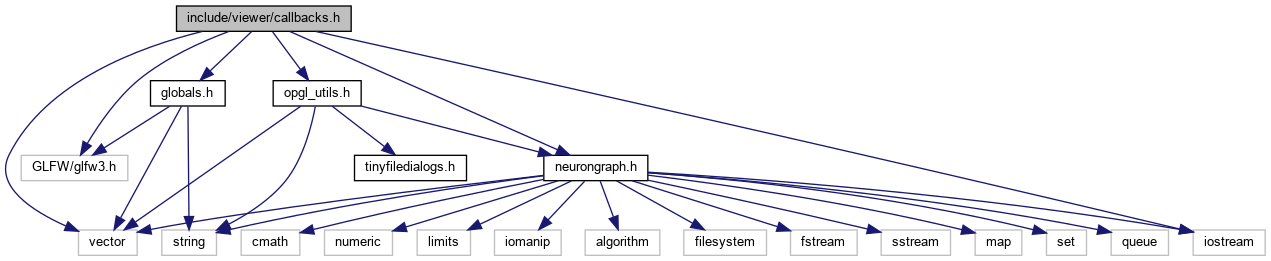 include/viewer/callbacks.h
globals.h
opgl_utils.h
GLFW/glfw3.h
tinyfiledialogs.h
neurongraph.h
vector
string
cmath
numeric
limits
iomanip
algorithm
filesystem
fstream
sstream
map
set
queue
iostream